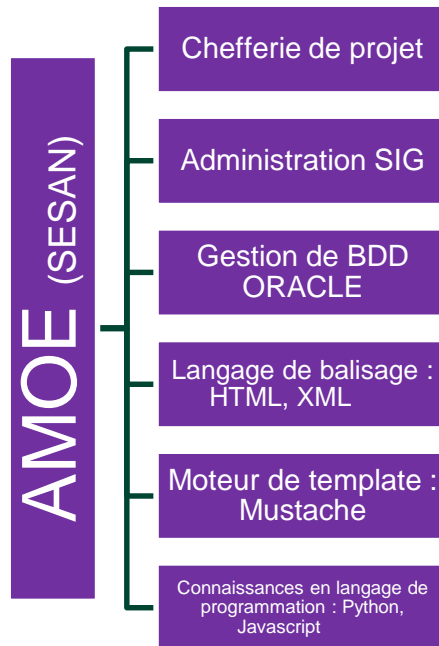 AMOE (SESAN)
Chefferie de projet
Administration SIG
Gestion de BDD
ORACLE
Langage de balisage :
HTML, XML
Moteur de template :
Mustache
Connaissances en langage de
programmation : Python,
Javascript